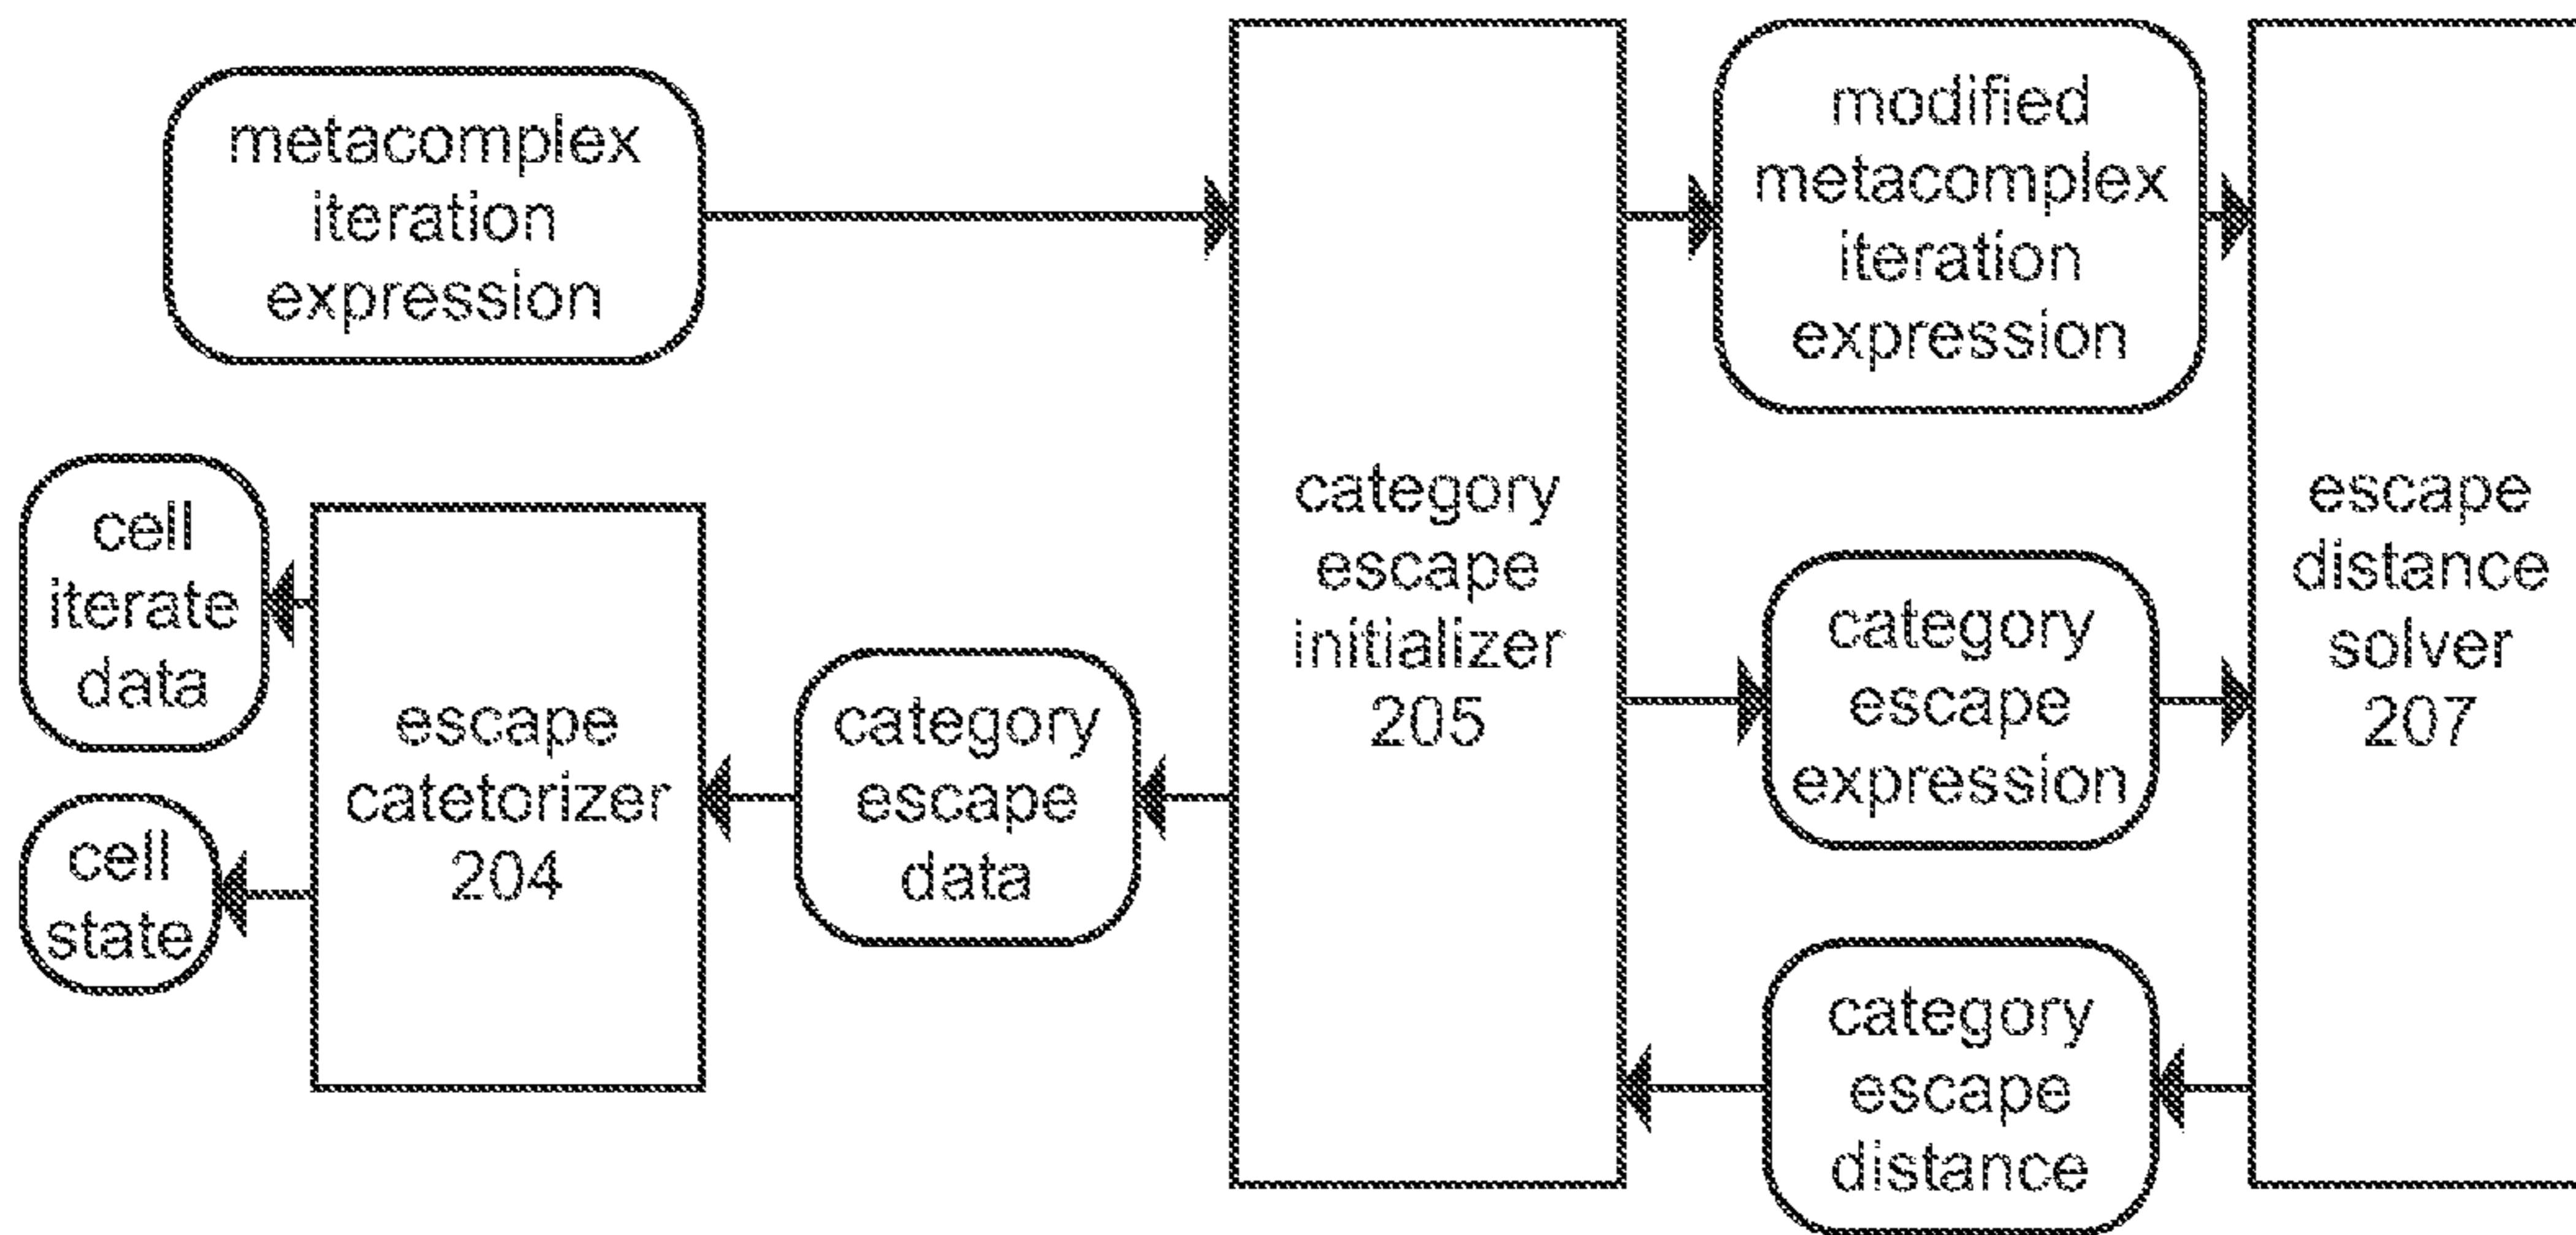 metacomplex
iteration
expression
modified
metacomplex
iteration
expression
cell
iterate
data
cell
state
escape
catetorizer
204
category
escape
data
category
escape
initializer
205
category
escape
expression
category
escape
distance
escape
distance
solver
207